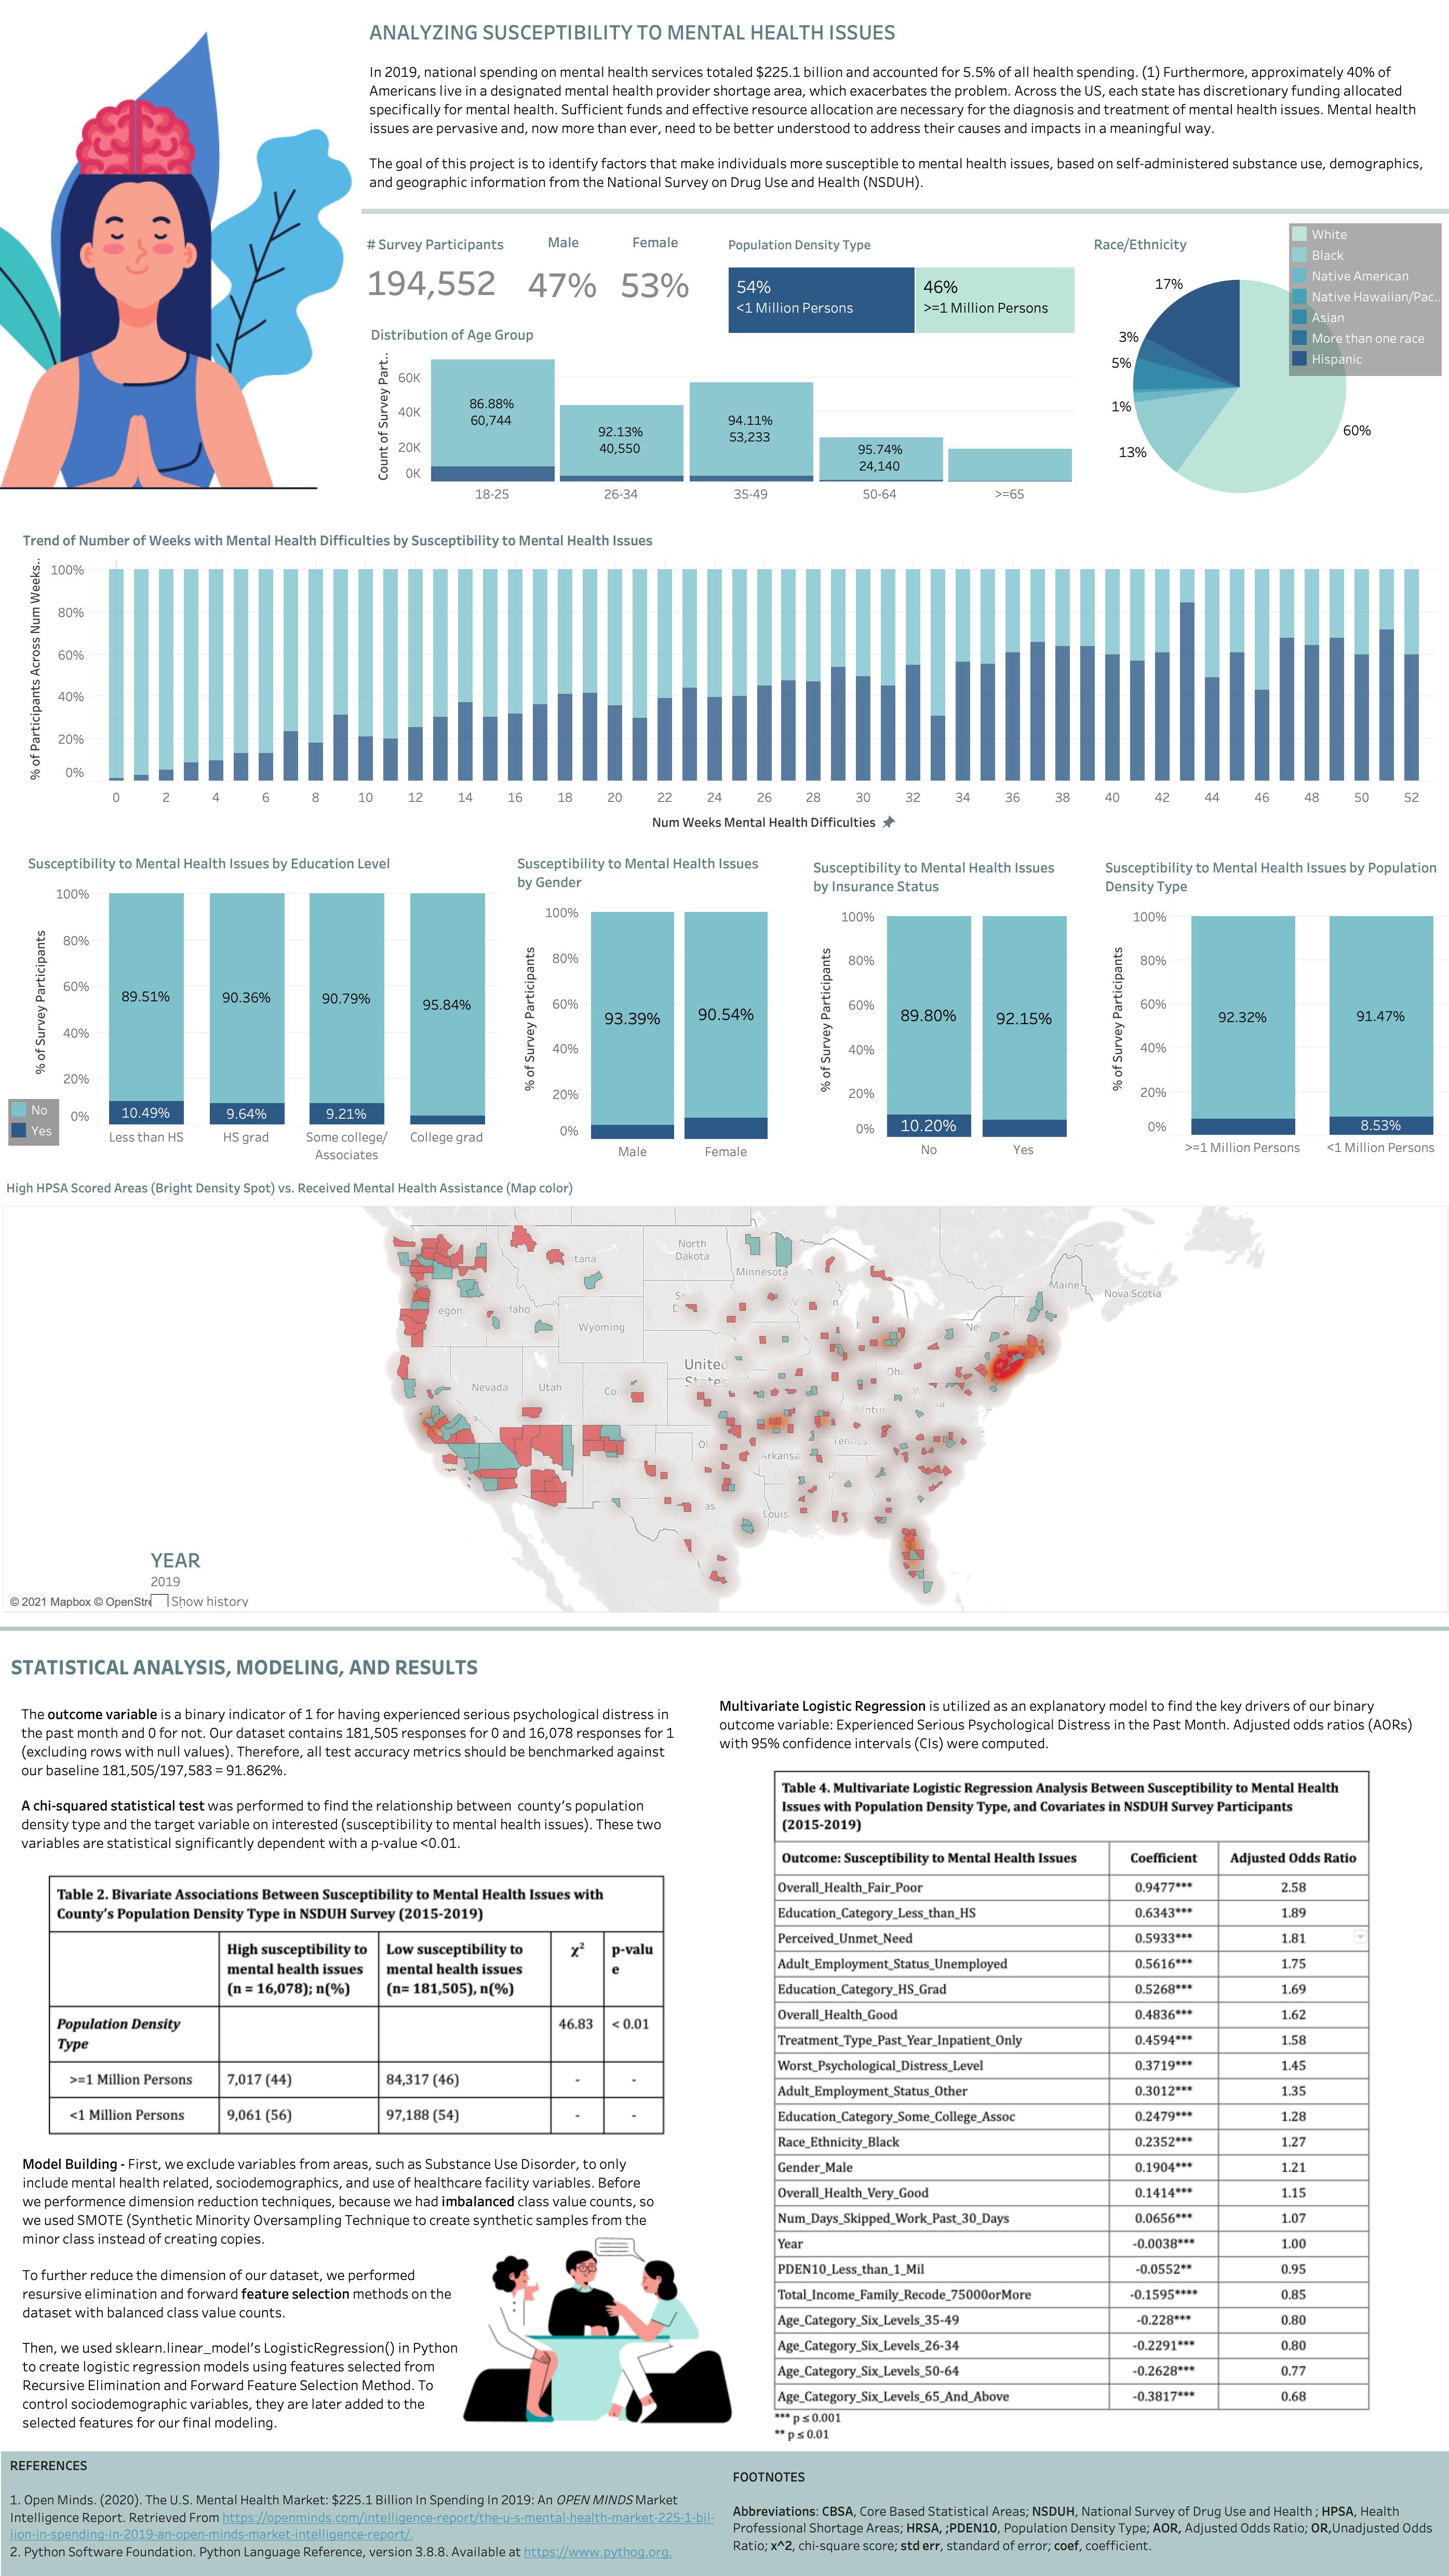 ANALYZING SUSCEPTIBILITY TO MENTAL HEALTH ISSUES
In 2019, national spending on mental health services totaled $225.1 billion and accounted for 5.5% of all health spending. (1) Furthermore, approximately 40% of
Americans live in a designated mental health provider shortage area, which exacerbates the problem. Across the US, each state has discretionary funding allocated
specifically for mental health. Sufficient funds and effective resource allocation are necessary for the diagnosis and treatment of mental health issues. Mental health
issues are pervasive and, now more than ever, need to be better understood to address their causes and impacts in a meaningful way.
The goal of this project is to identify factors that make individuals more susceptible to mental health issues, based on self-administered substance use, demographics,
and geographic information from the National Survey on Drug Use and Health (NSDUH).
# Survey Participants
194,552
Male
47%
Female
53%
Population Density Type
54%
<1 Million Persons
46%
>=1 Million Persons
Race/Ethnicity
White
Black
Native American
Native Hawaiian/Pac..
Asian
More than one race
Hispanic
17%
3%
5%
1%
13%
60%
Distribution of Age Group
Count of Survey Part..
60K
40K
20K
0K
86.88%
60,744
92.13%
40,550
94.11%
53,233
95.74%
24,140
18-25
26-34
35-49
50-64
>=65
Trend of Number of Weeks with Mental Health Difficulties by Susceptibility to Mental Health Issues
% of Participants Across Num Weeks..
100%
80%
60%
40%
20%
0%
0 2 4 6 8 10 12 14 16 18 20 22 24 26 28 30 32 34 36 38 40 42 44 46 48 50 52
Num Weeks Mental Health Difficulties
Susceptibility to Mental Health Issues by Education Level
% of Survey Participants
100%
80%
60%
40%
20%
0%
89.51%
90.36%
90.79%
95.84%
10.49%
9.64%
9.21%
Less than HS
HS grad
Some college/
Associates
College grad
No
Yes
Susceptibility to Mental Health Issues
by Gender
% of Survey Participants
100%
80%
60%
40%
20%
0%
93.39%
90.54%
Male
Female
Susceptibility to Mental Health Issues
by Insurance Status
% of Survey Participants
100%
80%
60%
40%
20%
0%
89.80%
92.15%
10.20%
No
Yes
Susceptibility to Mental Health Issues by Population
Density Type
% of Survey Participants
100%
80%
60%
40%
20%
0%
92.32%
91.47%
8.53%
>=1 Million Persons
<1 Million Persons
High HPSA Scored Areas (Bright Density Spot) vs. Received Mental Health Assistance (Map color)
North
Dakota
Minnesota
Maine
Nova Scotia
Wyoming
United
States
Nevada
Utah
Arkansa
Louis
YEAR
2019
Show history
© 2021 Mapbox © OpenStr
STATISTICAL ANALYSIS, MODELING, AND RESULTS
The outcome variable is a binary indicator of 1 for having experienced serious psychological distress in
the past month and 0 for not. Our dataset contains 181,505 responses for 0 and 16,078 responses for 1
(excluding rows with null values). Therefore, all test accuracy metrics should be benchmarked against
our baseline 181,505/197,583 = 91.862%.
A chi-squared statistical test was performed to find the relationship between county's population
density type and the target variable on interested (susceptibility to mental health issues). These two
variables are statistical significantly dependent with a p-value <0.01.
Table 2. Bivariate Associations Between Susceptibility to Mental Health Issues with
County's Population Density Type in NSDUH Survey (2015-2019)
High susceptibility to
mental health issues
(n = 16,078); n(%)
Low susceptibility to
mental health issues
(n= 181,505), n(%)
χ²
p-valu
e
Population Density
Type
46.83
< 0.01
>=1 Million Persons 7,017 (44) 84,317 (46) - -
<1 Million Persons 9,061 (56) 97,188 (54) - -
Model Building - First, we exclude variables from areas, such as Substance Use Disorder, to only
include mental health related, sociodemographics, and use of healthcare facility variables. Before
we performence dimension reduction techniques, because we had imbalanced class value counts, so
we used SMOTE (Synthetic Minority Oversampling Technique to create synthetic samples from the
minor class instead of creating copies.
To further reduce the dimension of our dataset, we performed
resursive elimination and forward feature selection methods on the
dataset with balanced class value counts.
Then, we used sklearn.linear_model's LogisticRegression() in Python
to create logistic regression models using features selected from
Recursive Elimination and Forward Feature Selection Method. To
control sociodemographic variables, they are later added to the
selected features for our final modeling.
Multivariate Logistic Regression is utilized as an explanatory model to find the key drivers of our binary
outcome variable: Experienced Serious Psychological Distress in the Past Month. Adjusted odds ratios (AORs)
with 95% confidence intervals (CIs) were computed.
Table 4. Multivariate Logistic Regression Analysis Between Susceptibility to Mental Health
Issues with Population Density Type, and Covariates in NSDUH Survey Participants
(2015-2019)
Outcome: Susceptibility to Mental Health Issues Coefficient Adjusted Odds Ratio
Overall_Health_Fair_Poor 0.9477*** 2.58
Education_Category_Less_than_HS 0.6343*** 1.89
Perceived_Unmet_Need 0.5933*** 1.81
Adult_Employment_Status_Unemployed 0.5616*** 1.75
Education_Category_HS_Grad 0.5268*** 1.69
Overall_Health_Good 0.4836*** 1.62
Treatment_Type_Past_Year_Inpatient_Only 0.4594*** 1.58
Worst_Psychological_Distress_Level 0.3719*** 1.45
Adult_Employment_Status_Other 0.3012*** 1.35
Education_Category_Some_College_Assoc 0.2479*** 1.28
Race_Ethnicity_Black 0.2352*** 1.27
Gender_Male 0.1904*** 1.21
Overall_Health_Very_Good 0.1414*** 1.15
Num_Days_Skipped_Work_Past_30_Days 0.0656*** 1.07
Year -0.0038*** 1.00
PDEN10_Less_than_1_Mil -0.0552** 0.95
Total_Income_Family_Recode_75000orMore -0.1595**** 0.85
Age_Category_Six_Levels_35-49 -0.228*** 0.80
Age_Category_Six_Levels_26-34 -0.2291*** 0.80
Age_Category_Six_Levels_50-64 -0.2628*** 0.77
Age_Category_Six_Levels_65_And_Above -0.3817*** 0.68
*** p ≤ 0.001
** p ≤ 0.01
REFERENCES
1. Open Minds. (2020). The U.S. Mental Health Market: $225.1 Billion In Spending In 2019: An OPEN MINDS Market
Intelligence Report. Retrieved From https://openminds.com/intelligence-report/the-u-s-mental-health-market-225-1-bil-
lion-in-spending-in-2019-an-open-minds-market-intelligence-report/.
2. Python Software Foundation. Python Language Reference, version 3.8.8. Available at https://www.pythog.org.
FOOTNOTES
Abbreviations: CBSA, Core Based Statistical Areas; NSDUH, National Survey of Drug Use and Health ; HPSA, Health
Professional Shortage Areas; HRSA, ;PDEN10, Population Density Type; AOR, Adjusted Odds Ratio; OR,Unadjusted Odds
Ratio; x^2, chi-square score; std err, standard of error; coef, coefficient.